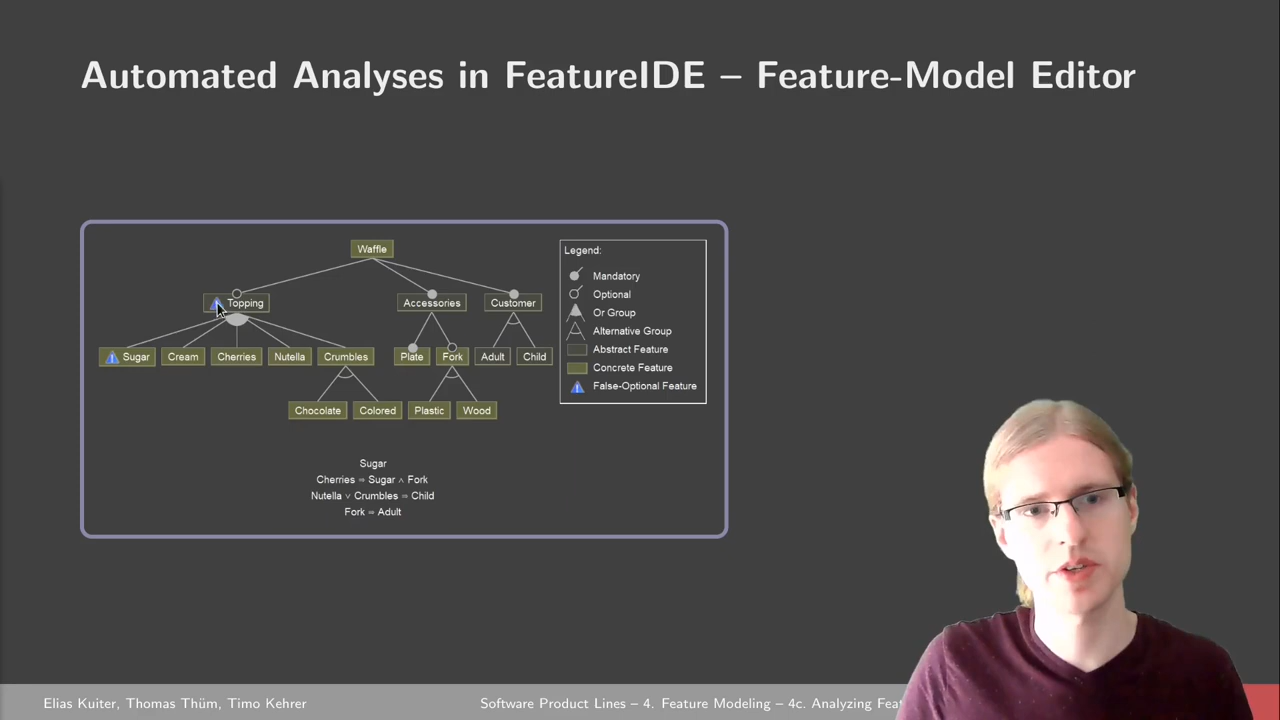 Automated Analyses in FeatureIDE – Feature-Model Editor
Waffle
Legend:
Mandatory
Topping
Accessories
Customer
Optional
Or Group
Alternative Group
Abstract Feature
Sugar
Cream
Cherries
Nutella
Crumbles
Plate
Fork
Adult
Child
Concrete Feature
False-Optional Feature
Chocolate
Colored
Plastic
Wood
Sugar
Cherries ⇒ Sugar ∧ Fork
Nutella ∨ Crumbles ⇒ Child
Fork ⇒ Adult
Elias Kuiter, Thomas Thüm, Timo Kehrer
Software Product Lines – 4. Feature Modeling – 4c. Analyzing